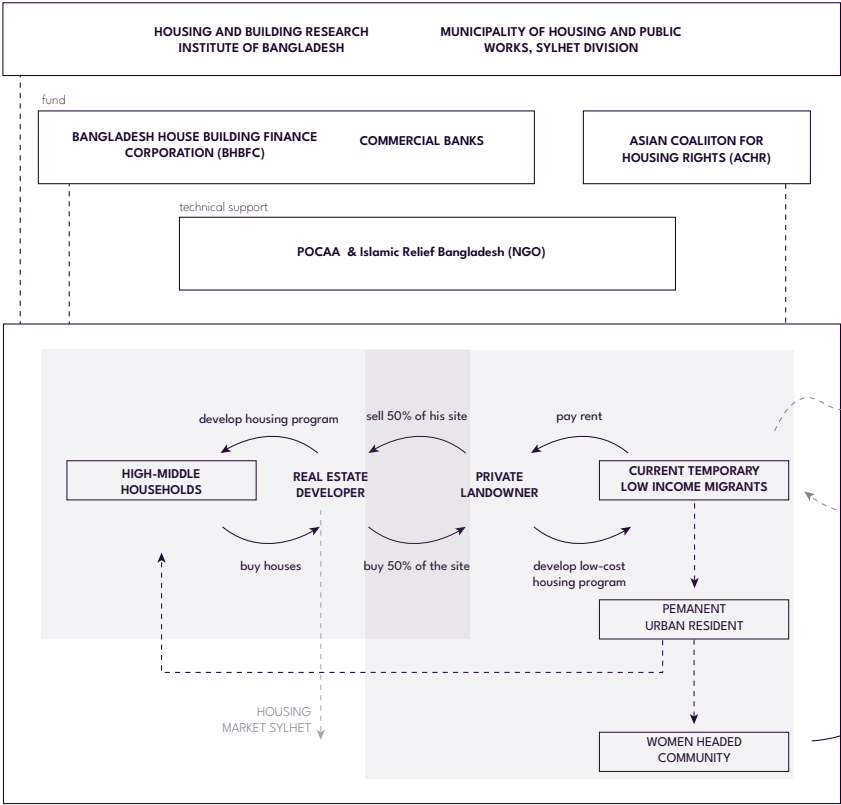 HOUSING AND BUILDING RESEARCH
INSTITUTE OF BANGLADESH
MUNICIPALITY OF HOUSING AND PUBLIC
WORKS, SYLHET DIVISION
fund
BANGLADESH HOUSE BUILDING FINANCE
CORPORATION (BHBFC)
COMMERCIAL BANKS
ASIAN COALIITON FOR
HOUSING RIGHTS (ACHR)
technical support
POCAA & Islamic Relief Bangladesh (NGO)
develop housing program
sell 50% of his site
pay rent
HIGH-MIDDLE
HOUSEHOLDS
REAL ESTATE
DEVELOPER
PRIVATE
LANDOWNER
CURRENT TEMPORARY
LOW INCOME MIGRANTS
buy houses
buy 50% of the site
develop low-cost
housing program
PEMANENT
URBAN RESIDENT
HOUSING
MARKET SYLHET
WOMEN HEADED
COMMUNITY